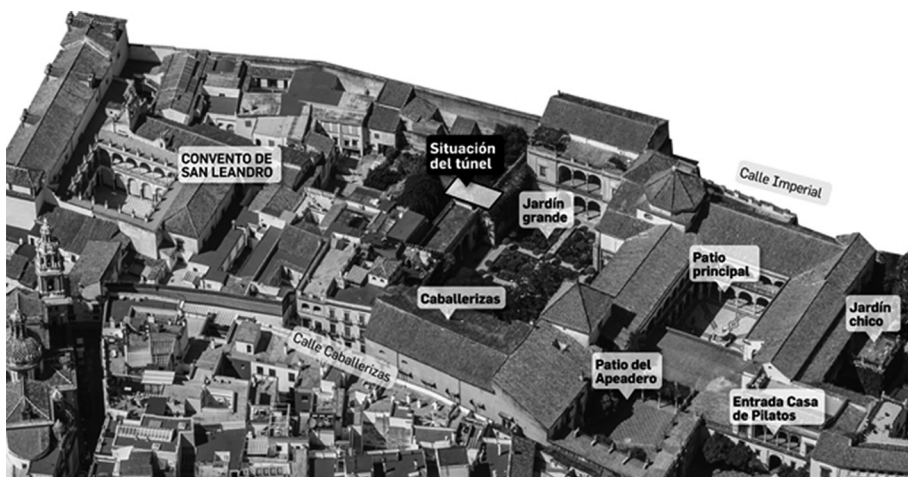 CONVENTO DE
SAN LEANDRO
Situación
del túnel
Calle Imperial
Jardín
grande
Patio
principal
Caballerizas
Jardín
chico
Calle Caballerizas
Patio del
Apeadero
Entrada Casa
de Pilatos